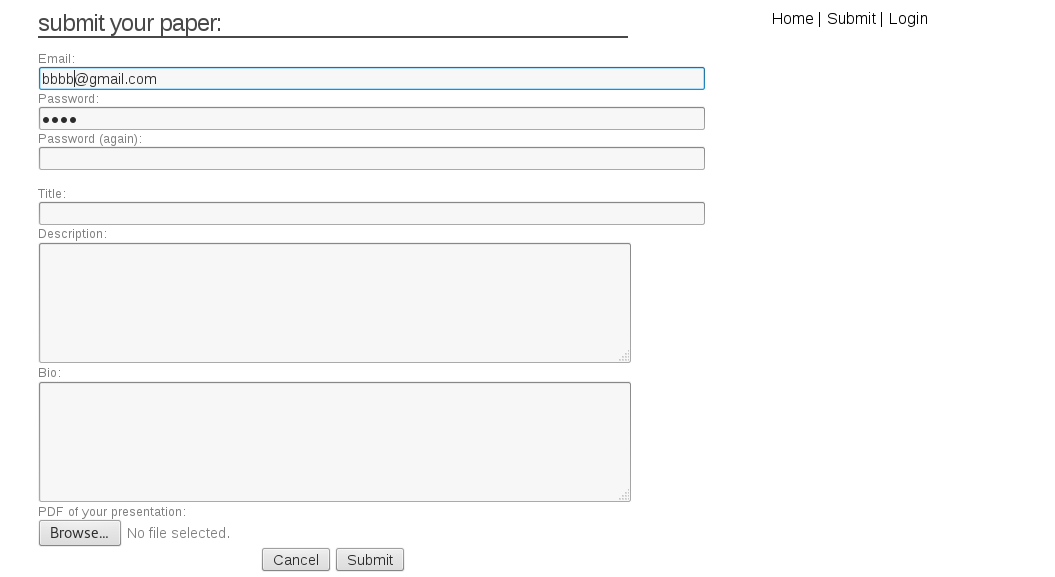 submit your paper:
Home | Submit | Login
Email:
bbbb@gmail.com
Password:
●●●●
Password (again):
Title:
Description:
Bio:
PDF of your presentation:
Browse... No file selected.
Cancel Submit